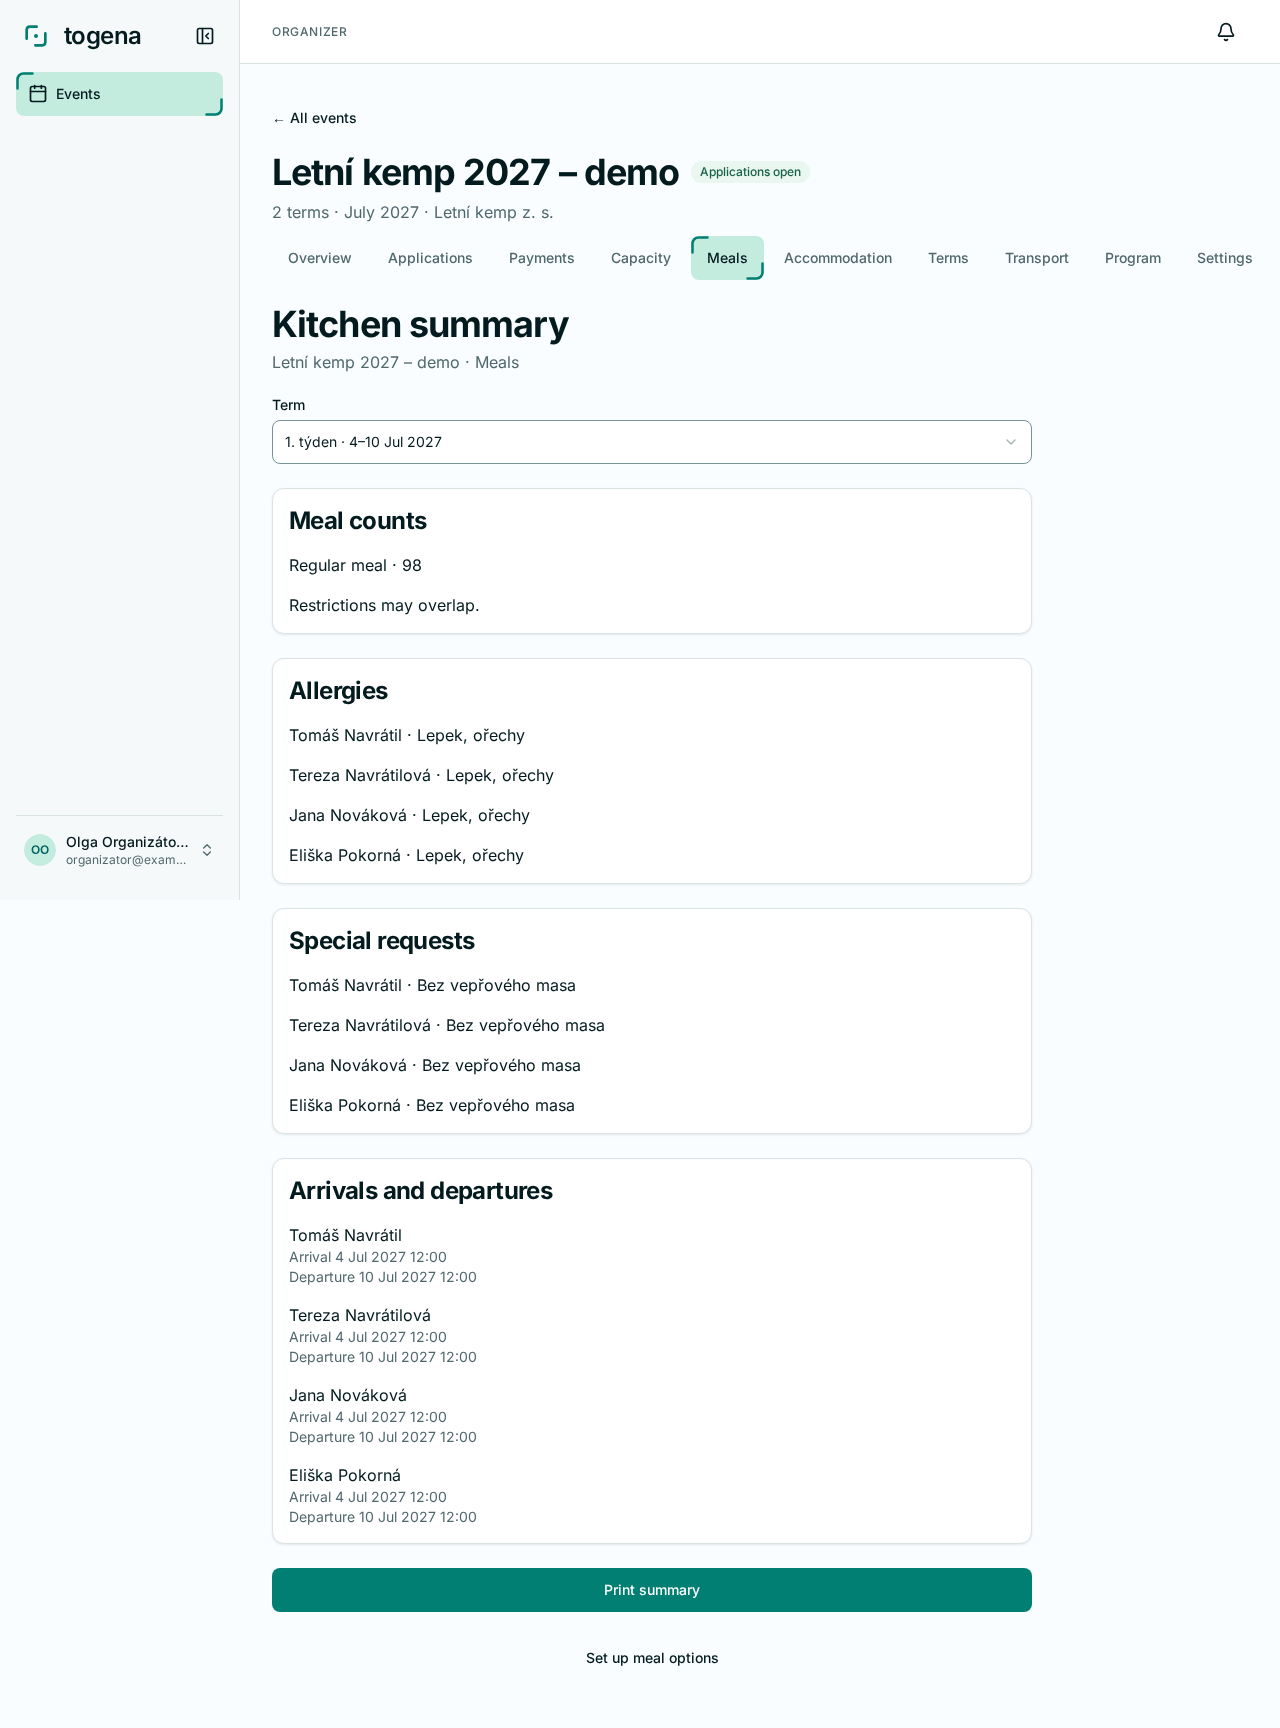 togena
ORGANIZER
Events
← All events
Letní kemp 2027 – demo Applications open
2 terms · July 2027 · Letní kemp z. s.
Overview Applications Payments Capacity Meals Accommodation Terms Transport Program Settings
Kitchen summary
Letní kemp 2027 – demo · Meals
Term
1. týden · 4–10 Jul 2027
Meal counts
Regular meal · 98
Restrictions may overlap.
Allergies
Tomáš Navrátil · Lepek, ořechy
Tereza Navrátilová · Lepek, ořechy
Jana Nováková · Lepek, ořechy
Eliška Pokorná · Lepek, ořechy
OO
Olga Organizáto...
organizator@exam...
Special requests
Tomáš Navrátil · Bez vepřového masa
Tereza Navrátilová · Bez vepřového masa
Jana Nováková · Bez vepřového masa
Eliška Pokorná · Bez vepřového masa
Arrivals and departures
Tomáš Navrátil
Arrival 4 Jul 2027 12:00
Departure 10 Jul 2027 12:00
Tereza Navrátilová
Arrival 4 Jul 2027 12:00
Departure 10 Jul 2027 12:00
Jana Nováková
Arrival 4 Jul 2027 12:00
Departure 10 Jul 2027 12:00
Eliška Pokorná
Arrival 4 Jul 2027 12:00
Departure 10 Jul 2027 12:00
Print summary
Set up meal options